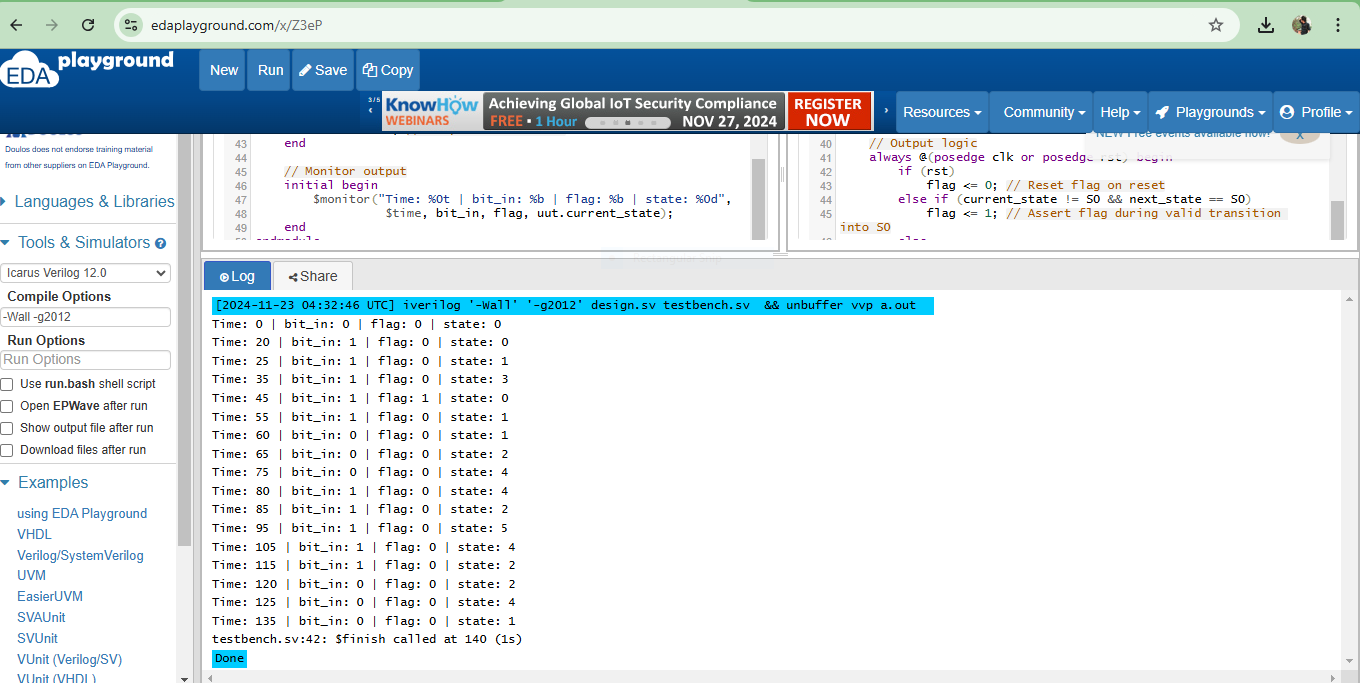 edaplayground.com/x/Z3eP
EDA playground
New Run Save Copy
3/5
KnowHow WEBINARS
Achieving Global IoT Security Compliance
FREE • 1 Hour NOV 27, 2024
REGISTER NOW
Resources Community Help Playgrounds Profile
NEW Free events available now! X
Doulos does not endorse training material
from other suppliers on EDA Playground.
Languages & Libraries
Tools & Simulators
Icarus Verilog 12.0
Compile Options
-Wall -g2012
Run Options
Run Options
Use run.bash shell script
Open EPWave after run
Show output file after run
Download files after run
Examples
using EDA Playground
VHDL
Verilog/SystemVerilog
UVM
EasierUVM
SVAUnit
SVUnit
VUnit (Verilog/SV)
VUnit (VHDL)
43 end
44
45 // Monitor output
46 initial begin
47 $monitor("Time: %0t | bit_in: %b | flag: %b | state: %0d",
48 $time, bit_in, flag, uut.current_state);
49 end
endmodule
40 // Output logic
41 always @(posedge clk or posedge rst) begin
42 if (rst)
43 flag <= 0; // Reset flag on reset
44 else if (current_state != S0 && next_state == S0)
45 flag <= 1; // Assert flag during valid transition
into S0
else
Log Share
[2024-11-23 04:32:46 UTC] iverilog '-Wall' '-g2012' design.sv testbench.sv && unbuffer vvp a.out
Time: 0 | bit_in: 0 | flag: 0 | state: 0
Time: 20 | bit_in: 1 | flag: 0 | state: 0
Time: 25 | bit_in: 1 | flag: 0 | state: 1
Time: 35 | bit_in: 1 | flag: 0 | state: 3
Time: 45 | bit_in: 1 | flag: 1 | state: 0
Time: 55 | bit_in: 1 | flag: 0 | state: 1
Time: 60 | bit_in: 0 | flag: 0 | state: 1
Time: 65 | bit_in: 0 | flag: 0 | state: 2
Time: 75 | bit_in: 0 | flag: 0 | state: 4
Time: 80 | bit_in: 1 | flag: 0 | state: 4
Time: 85 | bit_in: 1 | flag: 0 | state: 2
Time: 95 | bit_in: 1 | flag: 0 | state: 5
Time: 105 | bit_in: 1 | flag: 0 | state: 4
Time: 115 | bit_in: 1 | flag: 0 | state: 2
Time: 120 | bit_in: 0 | flag: 0 | state: 2
Time: 125 | bit_in: 0 | flag: 0 | state: 4
Time: 135 | bit_in: 0 | flag: 0 | state: 1
testbench.sv:42: $finish called at 140 (1s)
Done